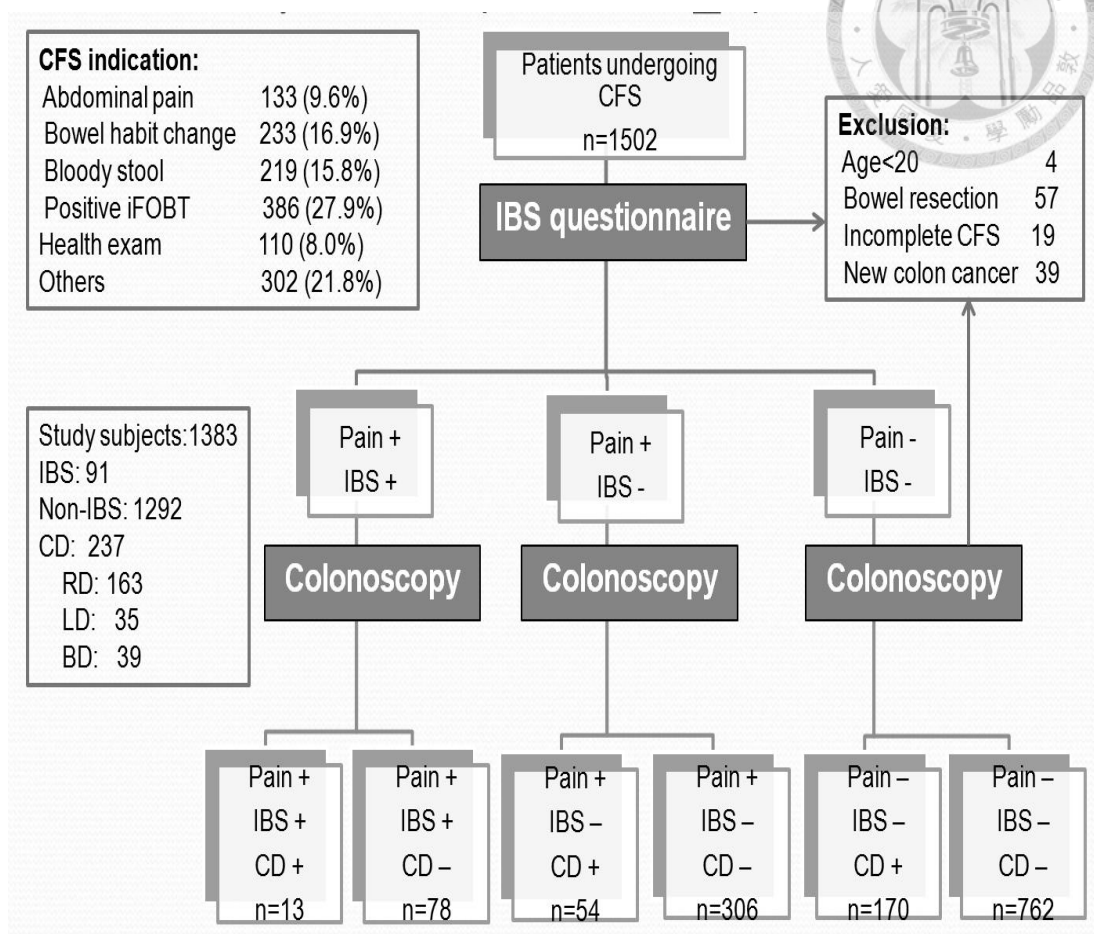 CFS indication:
Abdominal pain 133 (9.6%)
Bowel habit change 233 (16.9%)
Bloody stool 219 (15.8%)
Positive iFOBT 386 (27.9%)
Health exam 110 (8.0%)
Others 302 (21.8%)
Patients undergoing
CFS
n=1502
IBS questionnaire
Exclusion:
Age<20 4
Bowel resection 57
Incomplete CFS 19
New colon cancer 39
Study subjects:1383
IBS: 91
Non-IBS: 1292
CD: 237
RD: 163
LD: 35
BD: 39
Pain +
IBS +
Pain +
IBS -
Pain -
IBS -
Colonoscopy
Colonoscopy
Colonoscopy
Pain +
IBS +
CD +
n=13
Pain +
IBS +
CD –
n=78
Pain +
IBS –
CD +
n=54
Pain +
IBS –
CD –
n=306
Pain –
IBS –
CD +
n=170
Pain –
IBS –
CD –
n=762